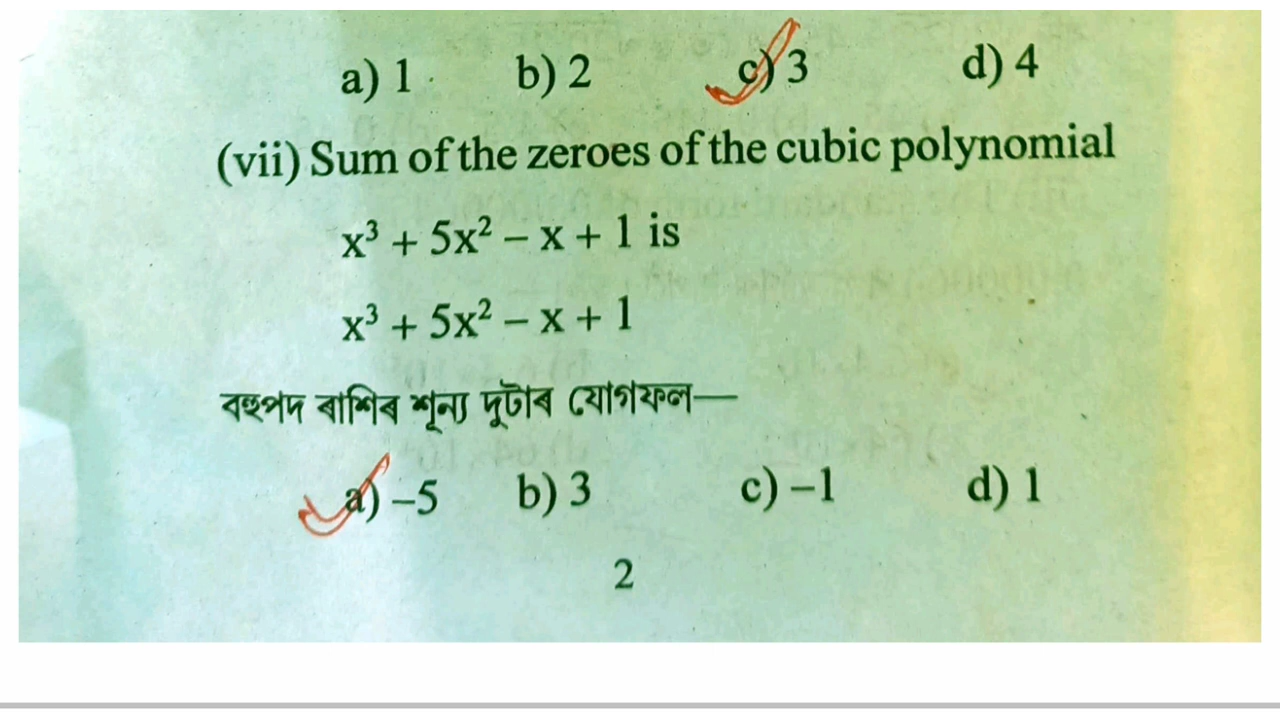 a) 1 b) 2 c) 3 d) 4
(vii) Sum of the zeroes of the cubic polynomial
x³ + 5x² – x + 1 is
x³ + 5x² – x + 1
বহুপদ ৰাশিৰ শূন্য দুটাৰ যোগফল—
a) –5 b) 3 c) –1 d) 1
2